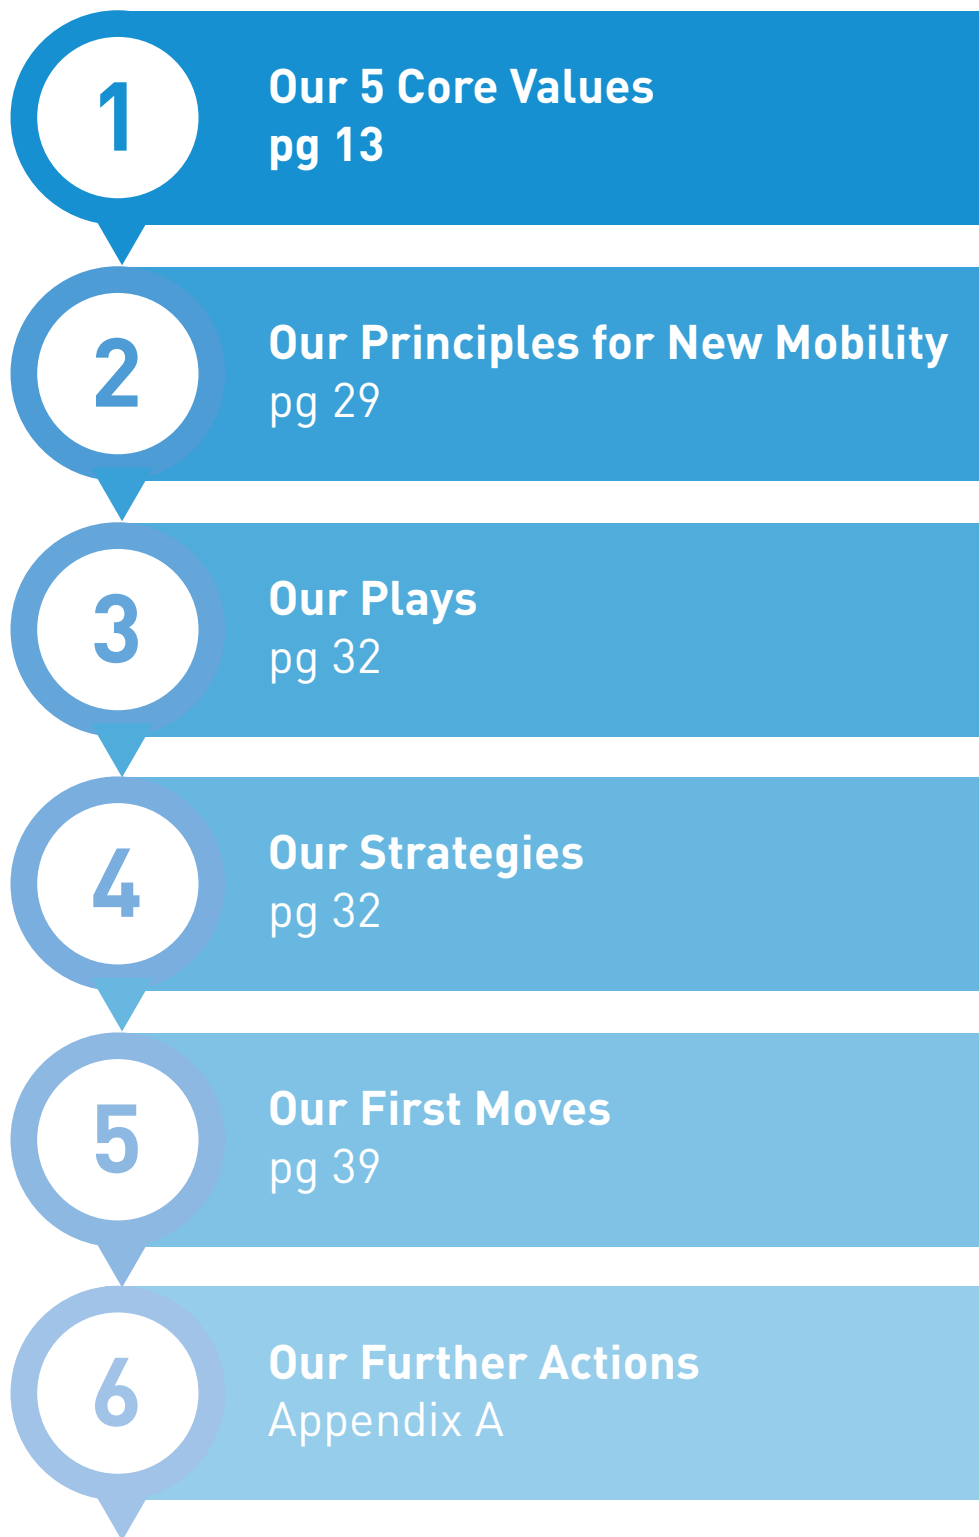 1
Our 5 Core Values
pg 13
2
Our Principles for New Mobility
pg 29
3
Our Plays
pg 32
4
Our Strategies
pg 32
5
Our First Moves
pg 39
6
Our Further Actions
Appendix A